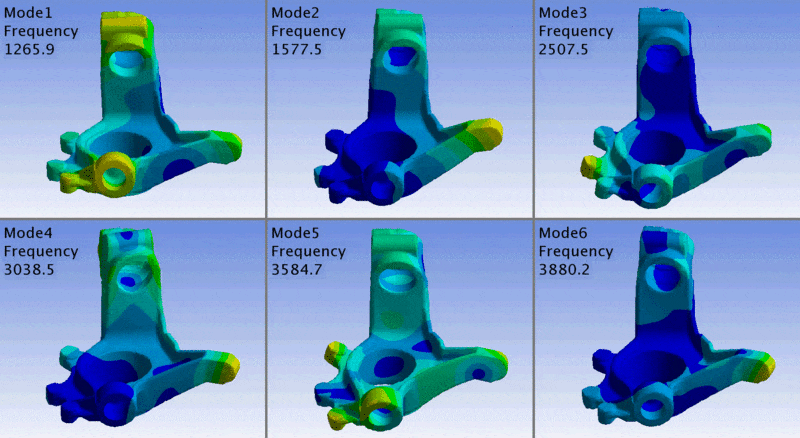 Mode1
Frequency
1265.9
Mode2
Frequency
1577.5
Mode3
Frequency
2507.5
Mode4
Frequency
3038.5
Mode5
Frequency
3584.7
Mode6
Frequency
3880.2